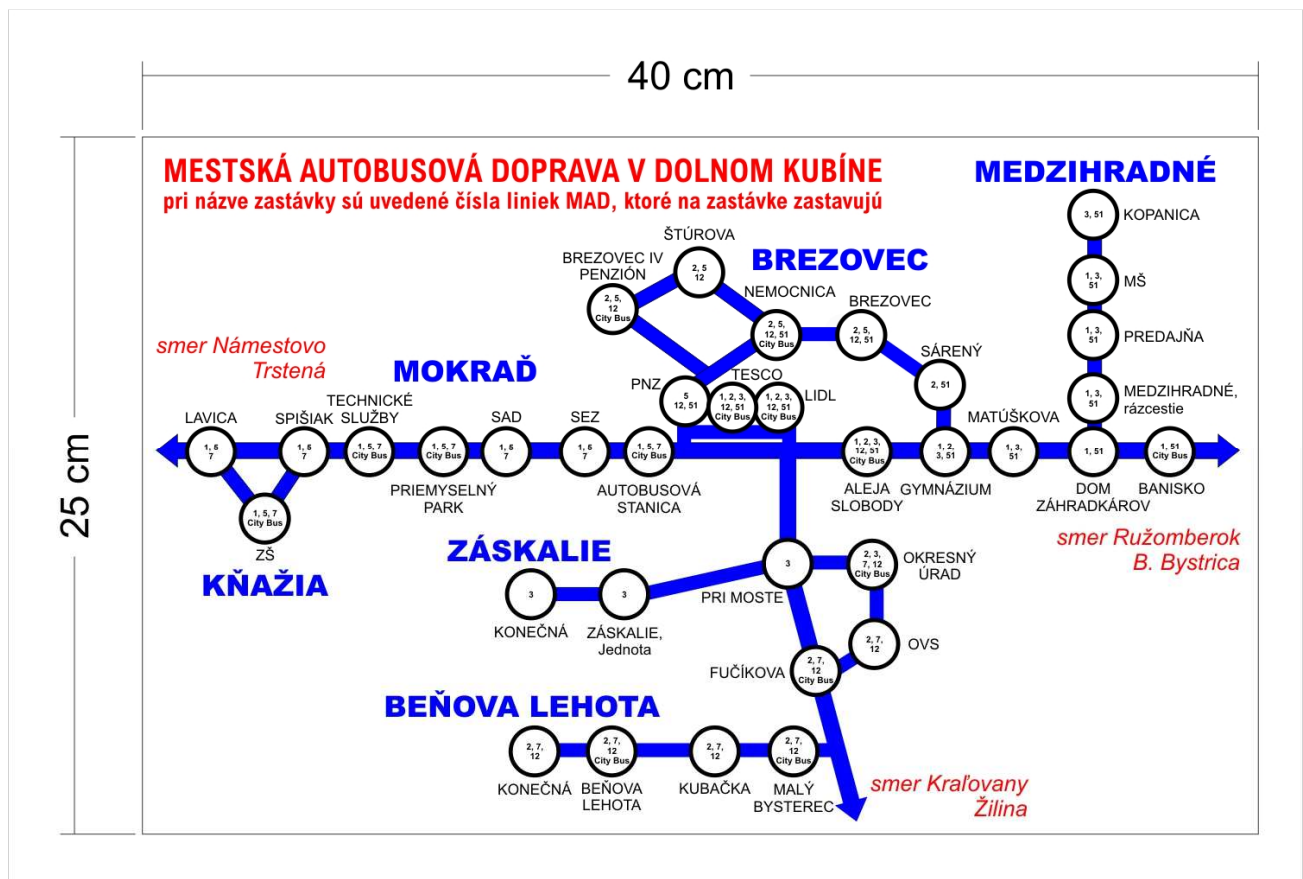 40 cm
25 cm
MESTSKÁ AUTOBUSOVÁ DOPRAVA V DOLNOM KUBÍNE
pri názve zastávky sú uvedené čísla liniek MAD, ktoré na zastávke zastavujú
MEDZIHRADNÉ
3, 51
KOPANICA
1, 3,
51
MŠ
1, 3,
51
PREDAJŇA
1, 3,
51
MEDZIHRADNÉ,
rázcestie
BREZOVEC
ŠTÚROVA
2, 5
12
BREZOVEC IV
PENZIÓN
2, 5,
12
City Bus
NEMOCNICA
2, 5,
12, 51
City Bus
BREZOVEC
2, 5,
12, 51
SÁRENÝ
2, 51
PNZ
5
12, 51
TESCO
1, 2, 3,
12, 51
City Bus
LIDL
1, 2, 3,
12, 51
City Bus
smer Námestovo
Trstená
MOKRAĎ
LAVICA
1, 5
7
SPIŠIAK
1, 5
7
TECHNICKÉ
SLUŽBY
1, 5, 7
City Bus
1, 5, 7
City Bus
PRIEMYSELNÝ
PARK
SAD
1, 5
7
SEZ
1, 5
7
1, 5, 7
City Bus
AUTOBUSOVÁ
STANICA
1, 2, 3,
12, 51
City Bus
ALEJA
SLOBODY
1, 2,
3, 51
GYMNÁZIUM
MATÚŠKOVA
1, 3,
51
1, 51
DOM
ZÁHRADKÁROV
1, 51
City Bus
BANISKO
smer Ružomberok
B. Bystrica
1, 5, 7
City Bus
ZŠ
KŇAŽIA
ZÁSKALIE
3
KONEČNÁ
3
ZÁSKALIE,
Jednota
3
PRI MOSTE
2, 3,
7, 12
City Bus
OKRESNÝ
ÚRAD
2, 7,
12
OVS
2, 7,
12
City Bus
FUČÍKOVA
BEŇOVA LEHOTA
2, 7,
12
KONEČNÁ
2, 7,
12
City Bus
BEŇOVA
LEHOTA
2, 7,
12
KUBAČKA
2, 7,
12
City Bus
MALÝ
BYSTEREC
smer Kraľovany
Žilina